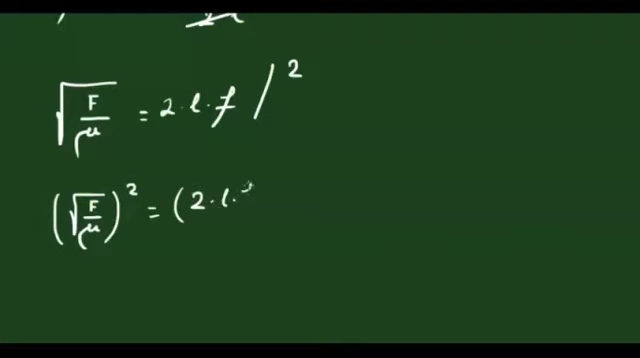 √(F/μ) = 2·l·f /²
(√(F/μ))² = (2·l·